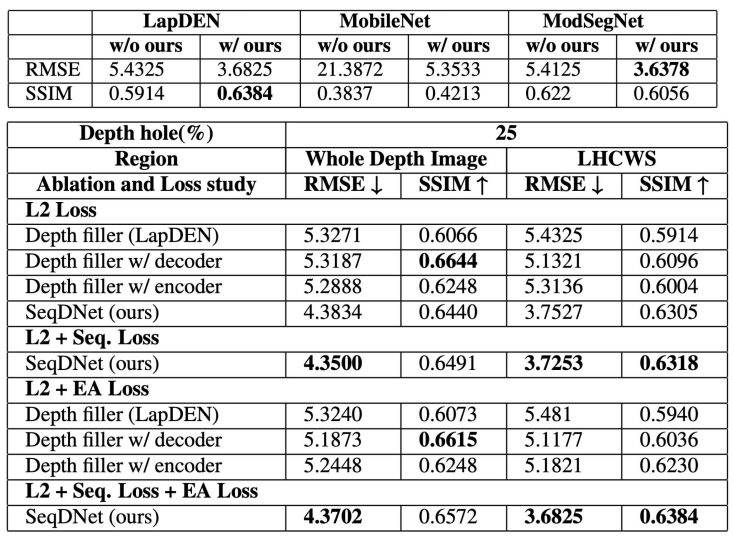 LapDEN MobileNet ModSegNet
w/o ours w/ ours w/o ours w/ ours w/o ours w/ ours
RMSE 5.4325 3.6825 21.3872 5.3533 5.4125 3.6378
SSIM 0.5914 0.6384 0.3837 0.4213 0.622 0.6056
Depth hole(%) 25
Region Whole Depth Image LHCWS
Ablation and Loss study RMSE ↓ SSIM ↑ RMSE ↓ SSIM ↑
L2 Loss
Depth filler (LapDEN) 5.3271 0.6066 5.4325 0.5914
Depth filler w/ decoder 5.3187 0.6644 5.1321 0.6096
Depth filler w/ encoder 5.2888 0.6248 5.3136 0.6004
SeqDNet (ours) 4.3834 0.6440 3.7527 0.6305
L2 + Seq. Loss
SeqDNet (ours) 4.3500 0.6491 3.7253 0.6318
L2 + EA Loss
Depth filler (LapDEN) 5.3240 0.6073 5.481 0.5940
Depth filler w/ decoder 5.1873 0.6615 5.1177 0.6036
Depth filler w/ encoder 5.2448 0.6248 5.1821 0.6230
L2 + Seq. Loss + EA Loss
SeqDNet (ours) 4.3702 0.6572 3.6825 0.6384